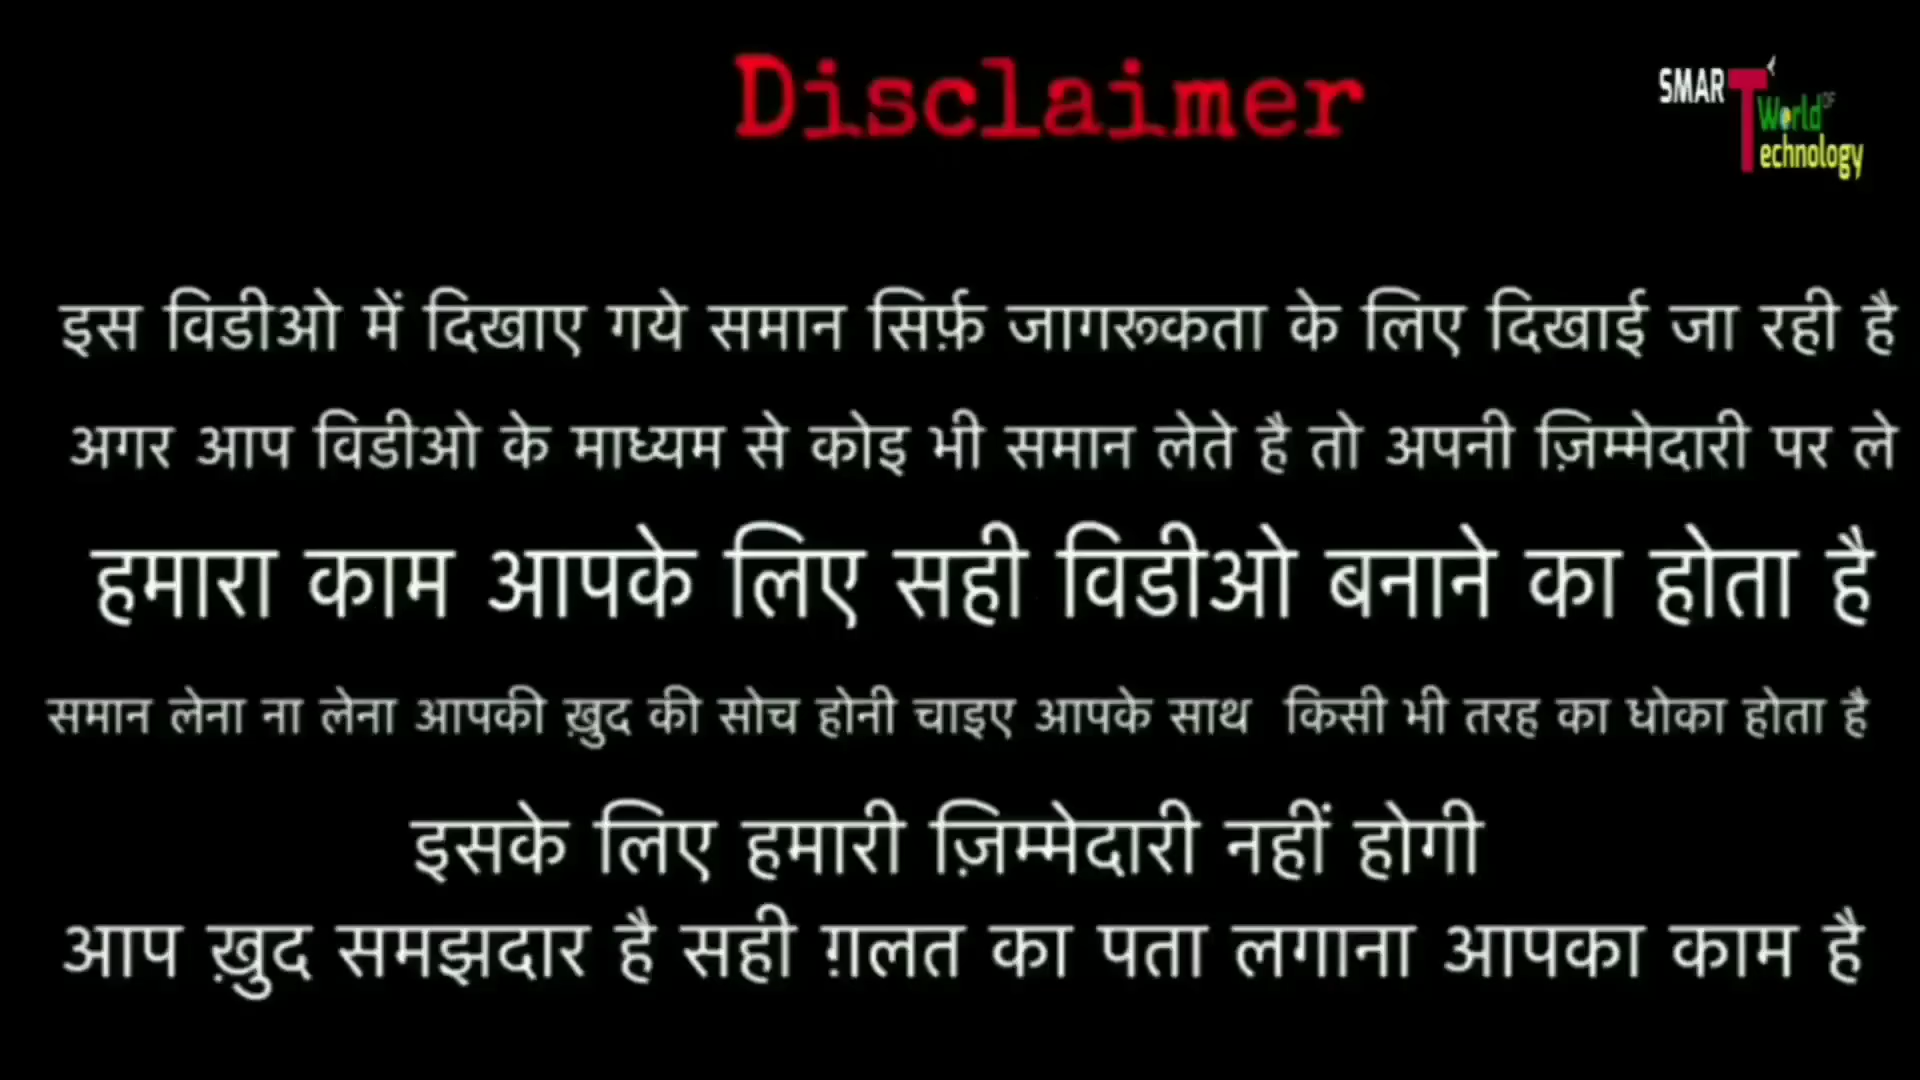 Disclaimer
SMART
World OF
Technology
इस विडीओ में दिखाए गये समान सिर्फ़ जागरूकता के लिए दिखाई जा रही है
अगर आप विडीओ के माध्यम से कोइ भी समान लेते है तो अपनी ज़िम्मेदारी पर ले
हमारा काम आपके लिए सही विडीओ बनाने का होता है
समान लेना ना लेना आपकी ख़ुद की सोच होनी चाइए आपके साथ किसी भी तरह का धोका होता है
इसके लिए हमारी ज़िम्मेदारी नहीं होगी
आप ख़ुद समझदार है सही ग़लत का पता लगाना आपका काम है